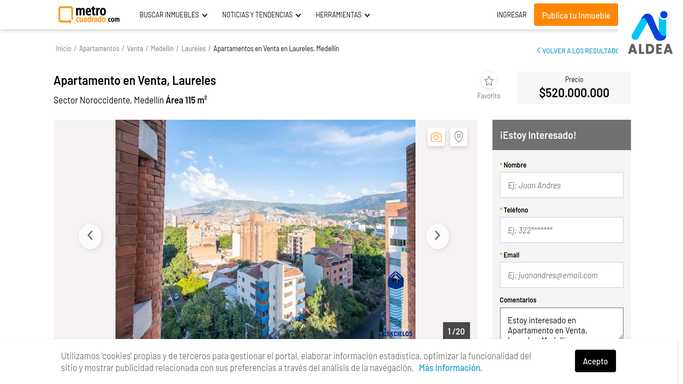 metro
cuadrado.com
BUSCAR INMUEBLES
NOTICIAS Y TENDENCIAS
HERRAMIENTAS
INGRESAR
Publica tu Inmueble
ALDEA
Inicio / Apartamentos / Venta / Medellín / Laureles / Apartamentos en Venta en Laureles, Medellín
VOLVER A LOS RESULTAD
Apartamento en Venta, Laureles
Sector Noroccidente, Medellín Área 115 m²
Favorito
Precio
$520.000.000
¡Estoy Interesado!
* Nombre
Ej: Juan Andres
* Teléfono
Ej: 322*******
* Email
Ej: juanandres@email.com
Comentarios
Estoy interesado en
Apartamento en Venta,
1 / 20
Utilizamos 'cookies' propias y de terceros para gestionar el portal, elaborar información estadística, optimizar la funcionalidad del
sitio y mostrar publicidad relacionada con sus preferencias a través del análisis de la navegación. Más información.
Acepto